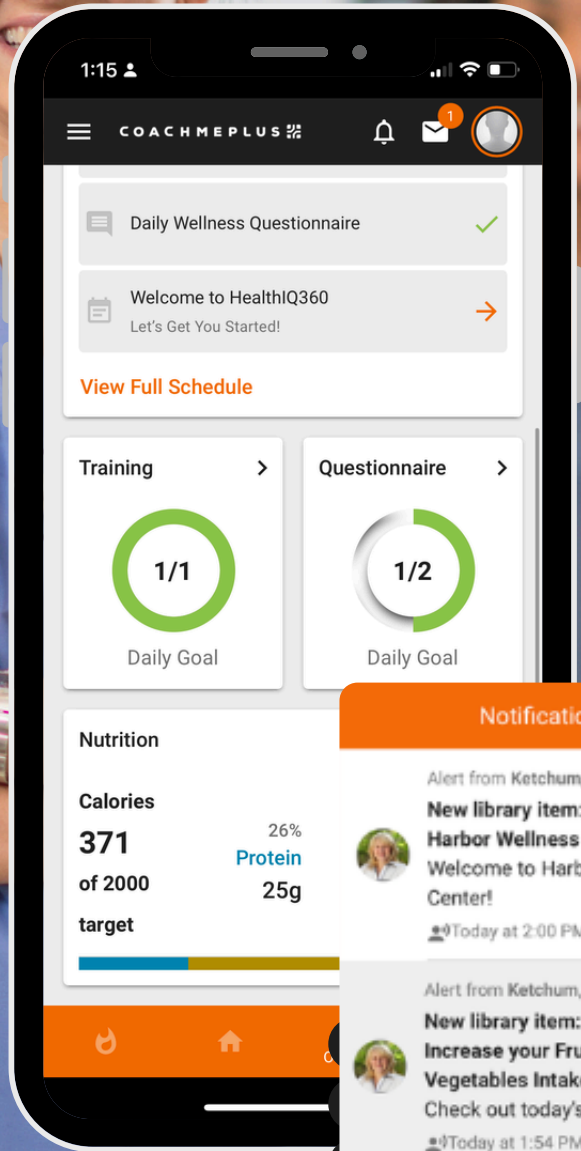 1:15
COACHMEPLUS
1
Daily Wellness Questionnaire
Welcome to HealthIQ360
Let's Get You Started!
View Full Schedule
Training
Questionnaire
1/1
1/2
Daily Goal
Daily Goal
Nutrition
Calories
371
of 2000
target
26%
Protein
25g
Alert from Ketchum,
New library item:
Harbor Wellness
Welcome to
Center!
Today at 2:00 PM
Alert from Ketchum,
New library item:
Increase your
Vegetables
Check out today's
Today at 1:54 PM